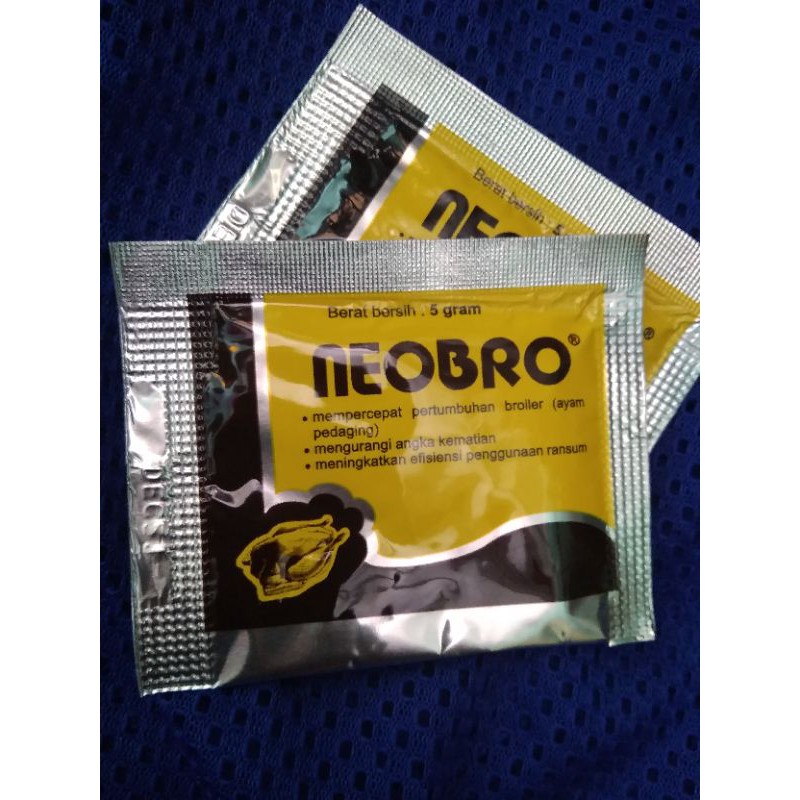 Berat bersih : 5
NEO
Berat bersih : 5 gram
NEOBRO®
• mempercepat pertumbuhan broiler (ayam
pedaging)
• mengurangi angka kematian
• meningkatkan efisiensi penggunaan ransum